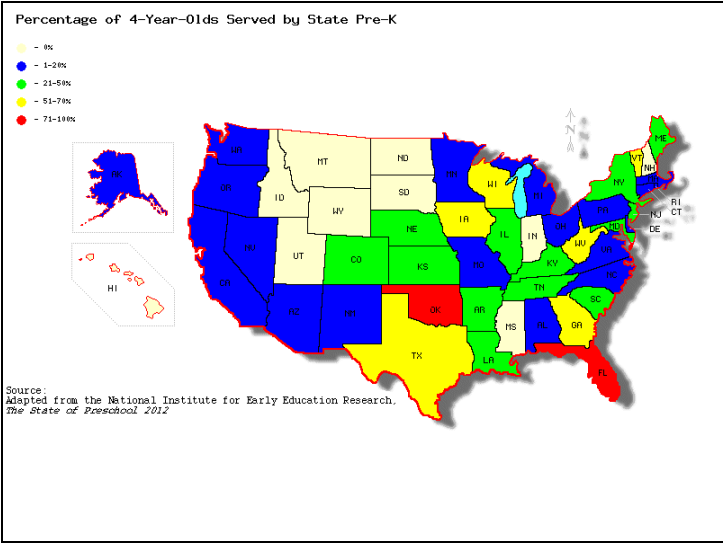 Percentage of 4-Year-Olds Served by State Pre-K
- 0%
- 1-20%
- 21-50%
- 51-70%
- 71-100%
N
N
ME
WA
MT
ND
MN
VT
NH
AK
OR
ID
SD
WI
MI
NY
MA
WY
RI
CT
IA
PA
NJ
NE
OH
MD
DE
NV
UT
IL
IN
WV
VA
CO
KS
MO
KY
HI
CA
NC
TN
AZ
NM
OK
AR
SC
MS
AL
GA
TX
LA
FL
Source:
Adapted from the National Institute for Early Education Research,
The State of Preschool 2012